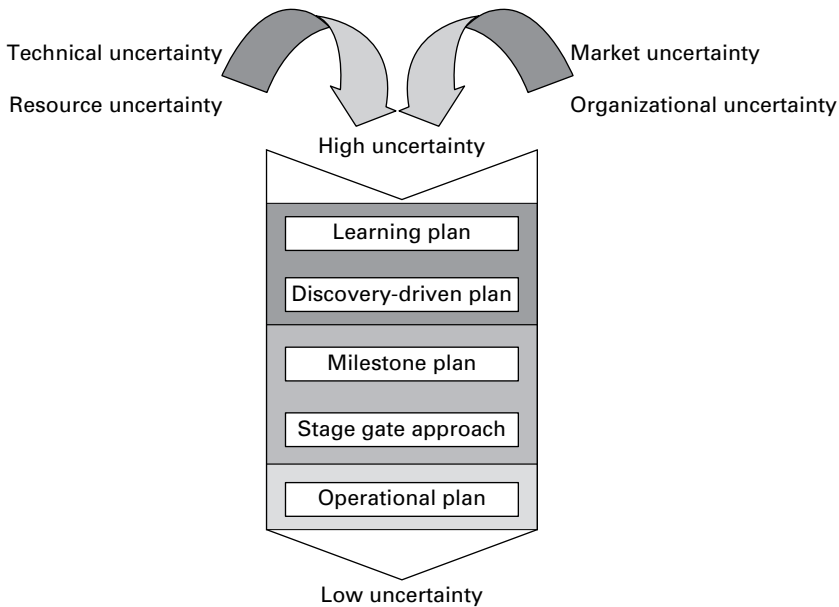 Technical uncertainty
Market uncertainty
Resource uncertainty
Organizational uncertainty
High uncertainty
Learning plan
Discovery-driven plan
Milestone plan
Stage gate approach
Operational plan
Low uncertainty